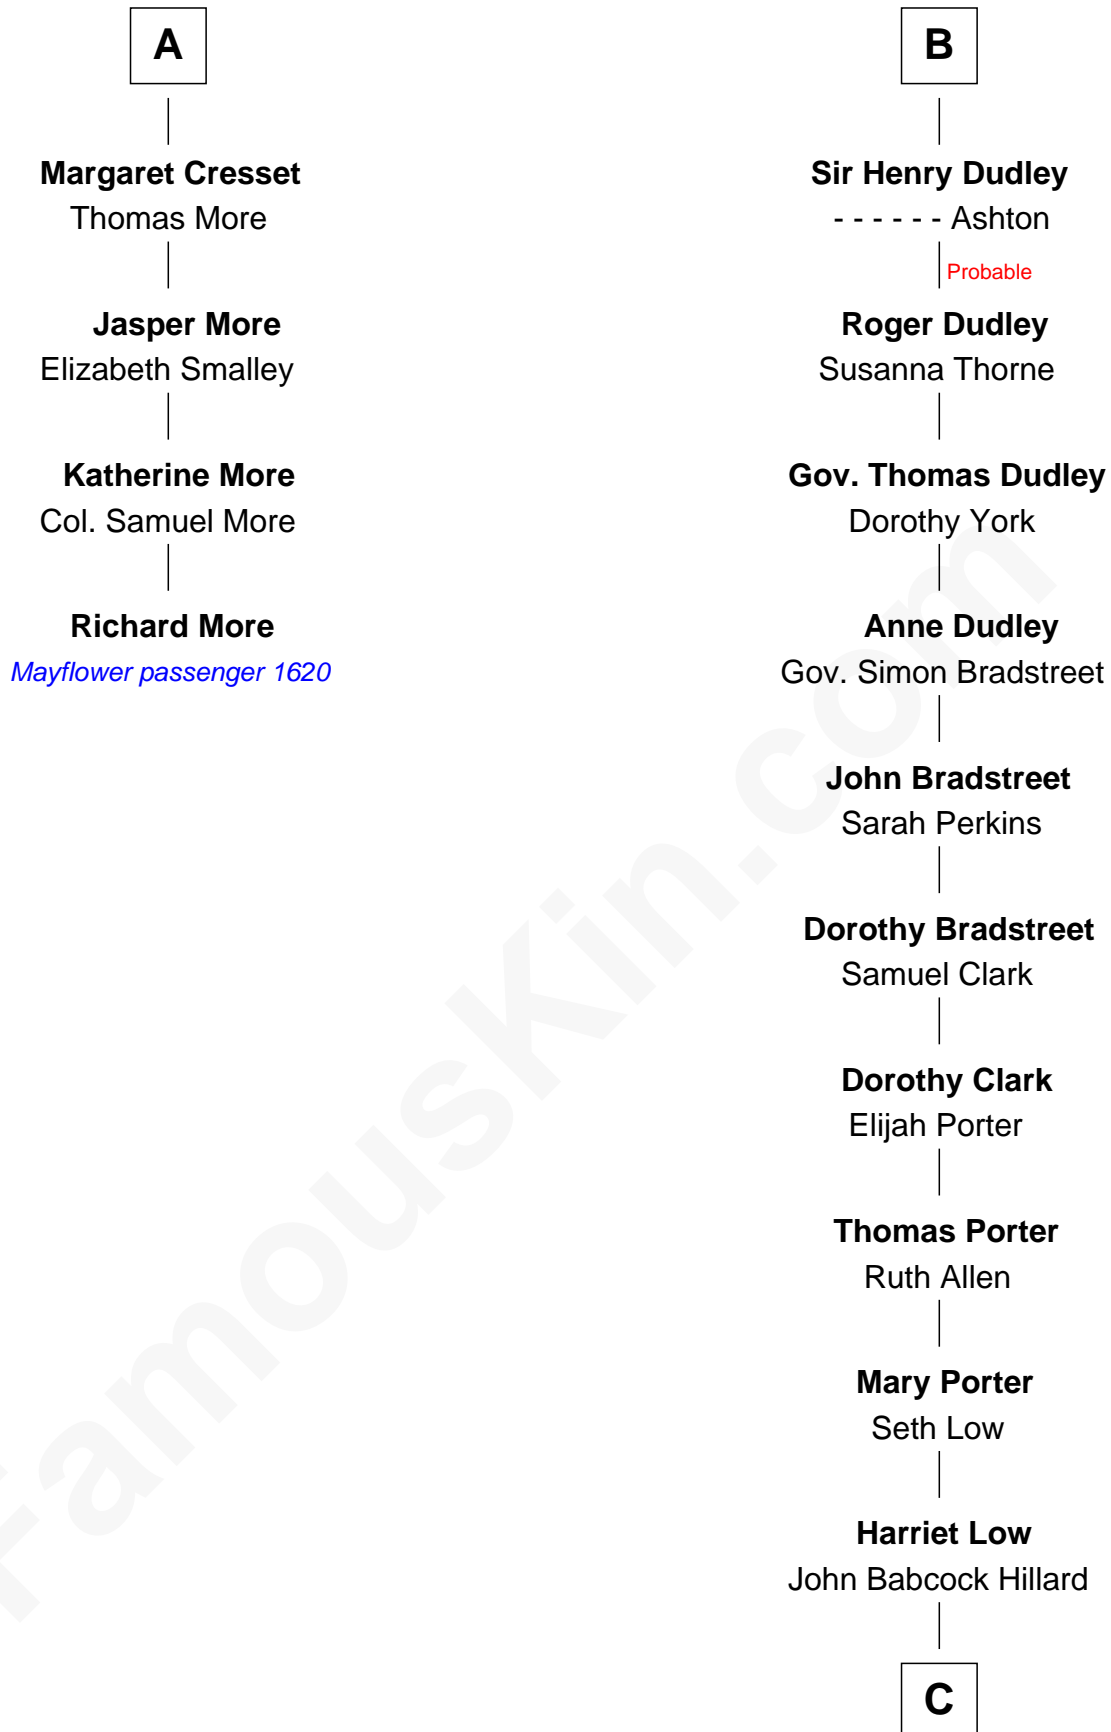 A
Margaret Cresset
Thomas More
Jasper More
Elizabeth Smalley
Katherine More
Col. Samuel More
Richard More
Mayflower passenger 1620
B
Sir Henry Dudley
- - - - - - Ashton
Probable
Roger Dudley
Susanna Thorne
Gov. Thomas Dudley
Dorothy York
Anne Dudley
Gov. Simon Bradstreet
John Bradstreet
Sarah Perkins
Dorothy Bradstreet
Samuel Clark
Dorothy Clark
Elijah Porter
Thomas Porter
Ruth Allen
Mary Porter
Seth Low
Harriet Low
John Babcock Hillard
C
FamousKin.com